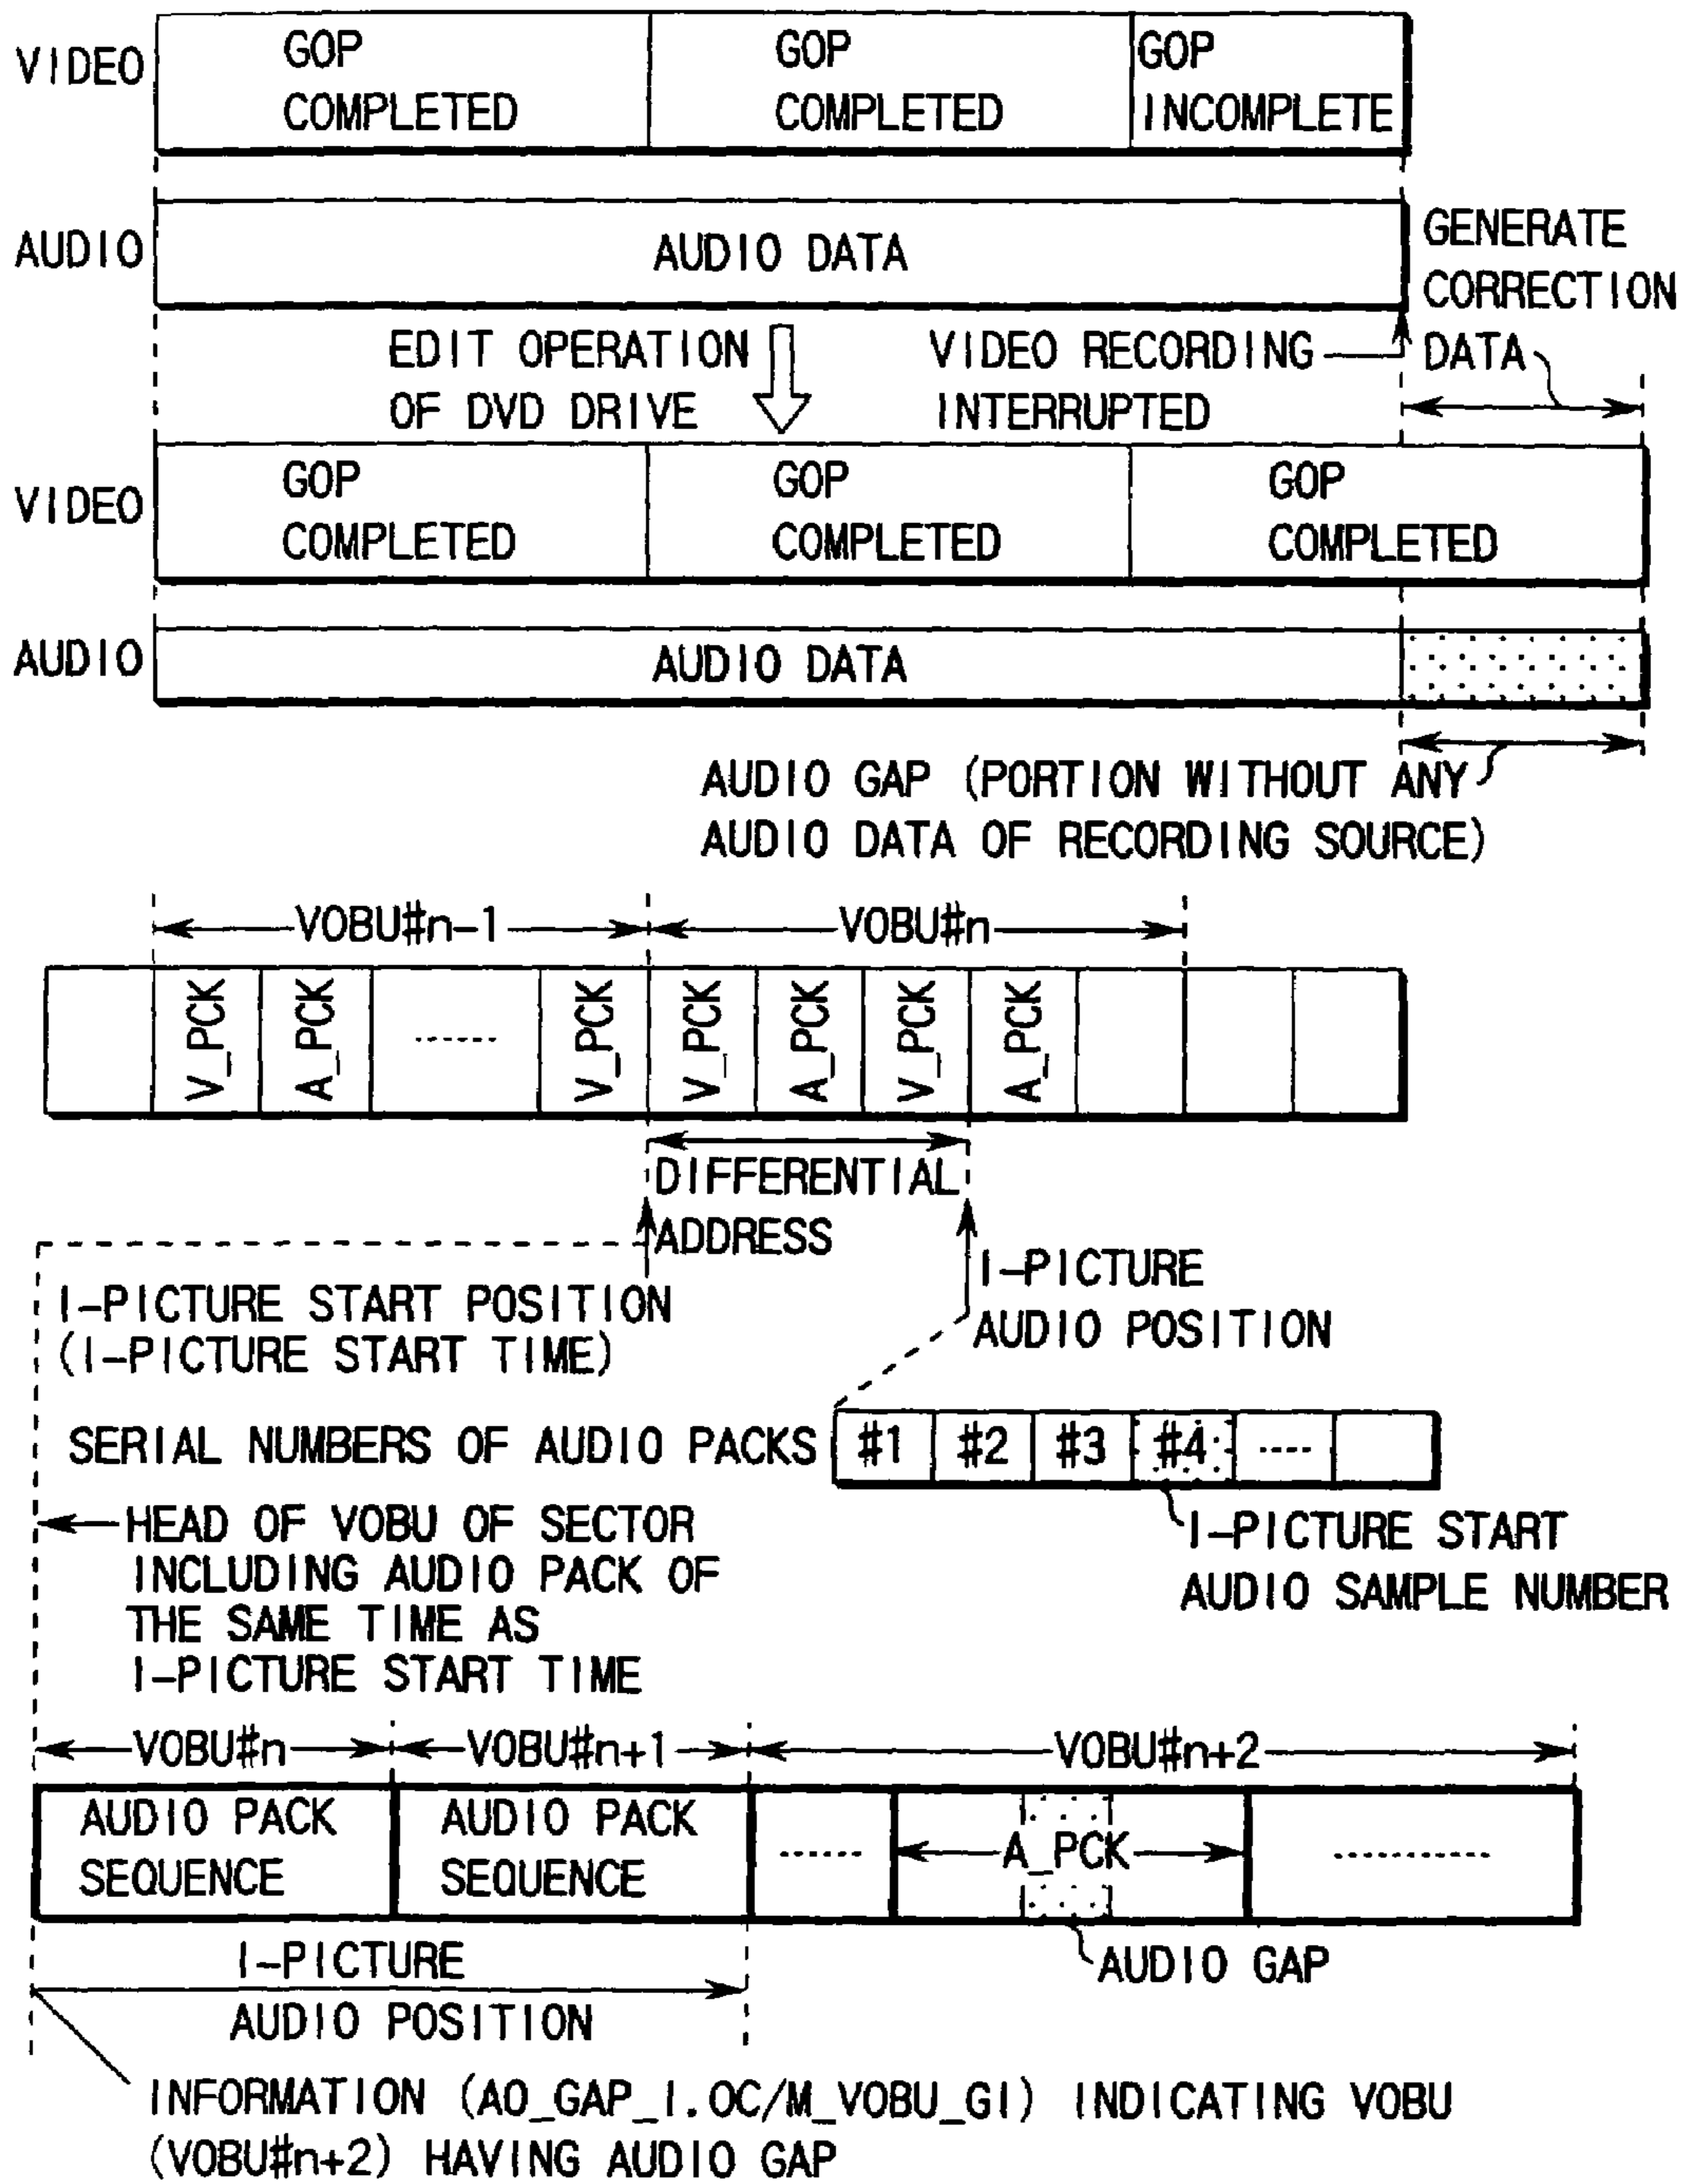 VIDEO
GOP
COMPLETED
GOP
COMPLETED
GOP
INCOMPLETE
AUDIO
AUDIO DATA
GENERATE
CORRECTION
DATA
EDIT OPERATION
OF DVD DRIVE
VIDEO RECORDING
INTERRUPTED
VIDEO
GOP
COMPLETED
GOP
COMPLETED
GOP
COMPLETED
AUDIO
AUDIO DATA
AUDIO GAP (PORTION WITHOUT ANY
AUDIO DATA OF RECORDING SOURCE)
VOBU#n-1
VOBU#n
V_PCK
A_PCK
V_PCK
V_PCK
A_PCK
V_PCK
A_PCK
DIFFERENTIAL
ADDRESS
I-PICTURE START POSITION
(I-PICTURE START TIME)
I-PICTURE
AUDIO POSITION
SERIAL NUMBERS OF AUDIO PACKS
#1
#2
#3
#4
I-PICTURE START
AUDIO SAMPLE NUMBER
HEAD OF VOBU OF SECTOR
INCLUDING AUDIO PACK OF
THE SAME TIME AS
I-PICTURE START TIME
VOBU#n
VOBU#n+1
VOBU#n+2
AUDIO PACK
SEQUENCE
AUDIO PACK
SEQUENCE
A_PCK
AUDIO GAP
I-PICTURE
AUDIO POSITION
INFORMATION (A0_GAP_I.OC/M_VOBU_GI) INDICATING VOBU
(VOBU#n+2) HAVING AUDIO GAP